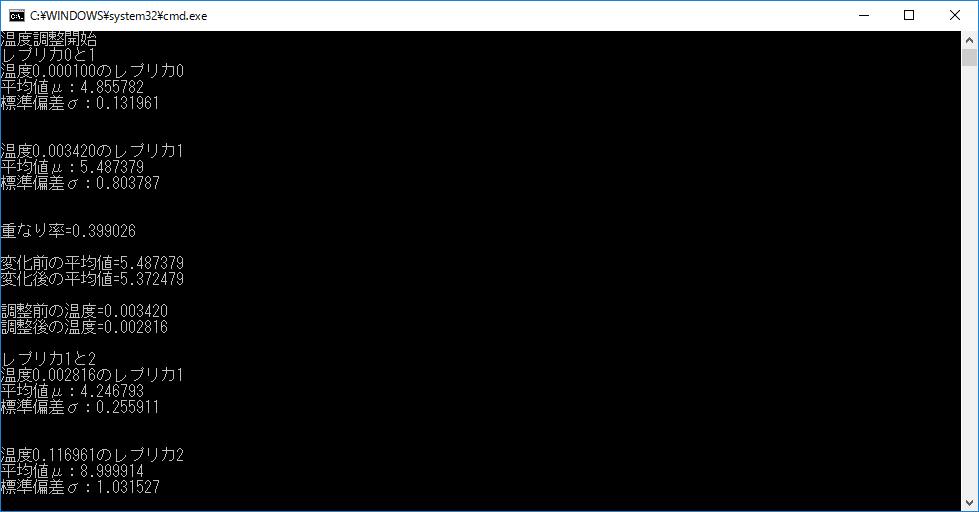 C:¥WINDOWS¥system32¥cmd.exe
温度調整開始
レプリカ0と1
温度0.000100のレプリカ0
平均値μ：4.855782
標準偏差σ：0.131961
温度0.003420のレプリカ1
平均値μ：5.487379
標準偏差σ：0.803787
重なり率=0.399026
変化前の平均値=5.487379
変化後の平均値=5.372479
調整前の温度=0.003420
調整後の温度=0.002816
レプリカ1と2
温度0.002816のレプリカ1
平均値μ：4.246793
標準偏差σ：0.255911
温度0.116961のレプリカ2
平均値μ：8.999914
標準偏差σ：1.031527